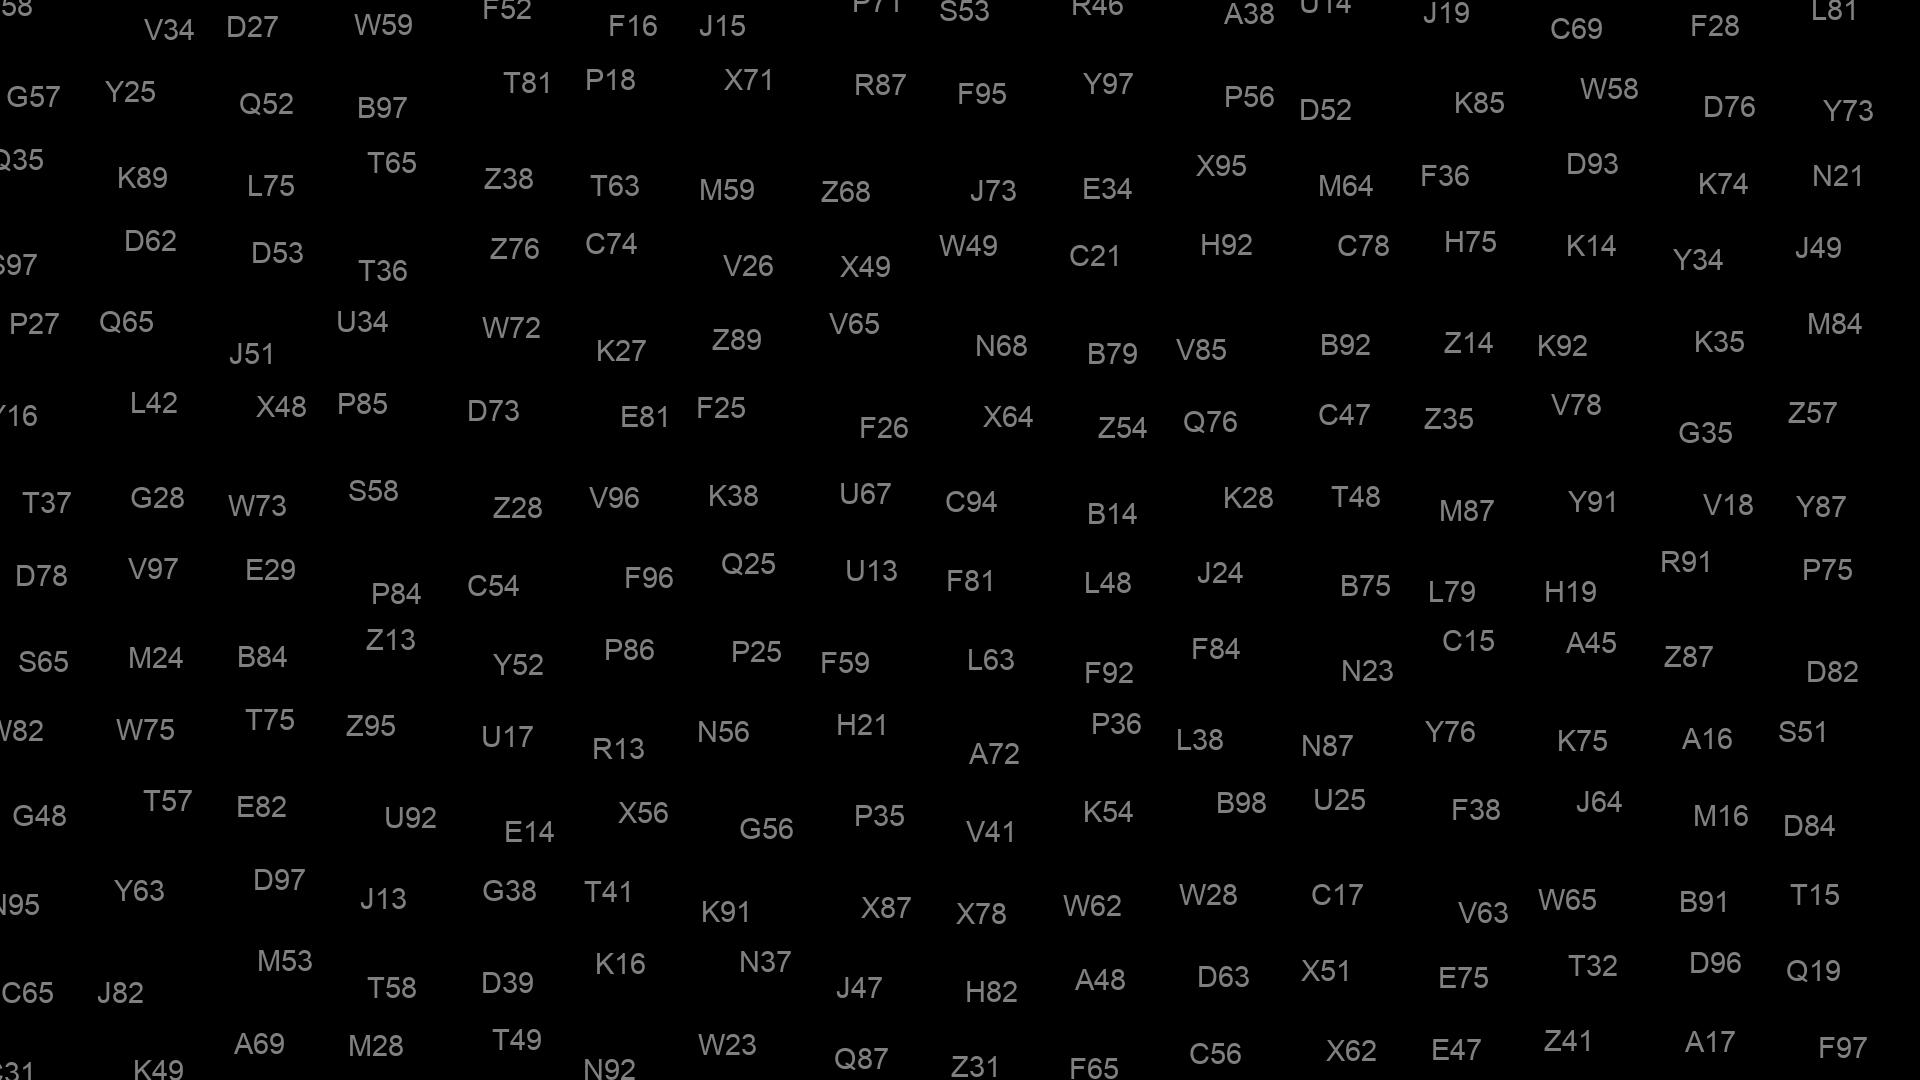 58 V34 D27 W59 F52 F16 J15 P71 S53 R46 A38 U14 J19 C69 F28 L81
G57 Y25 Q52 B97 T81 P18 X71 R87 F95 Y97 P56 D52 K85 W58 D76 Y73
Q35 K89 L75 T65 Z38 T63 M59 Z68 J73 E34 X95 M64 F36 D93 K74 N21
S97 D62 D53 T36 Z76 C74 V26 X49 W49 C21 H92 C78 H75 K14 Y34 J49
P27 Q65 J51 U34 W72 K27 Z89 V65 N68 B79 V85 B92 Z14 K92 K35 M84
Y16 L42 X48 P85 D73 E81 F25 F26 X64 Z54 Q76 C47 Z35 V78 G35 Z57
T37 G28 W73 S58 Z28 V96 K38 U67 C94 B14 K28 T48 M87 Y91 V18 Y87
D78 V97 E29 P84 C54 F96 Q25 U13 F81 L48 J24 B75 L79 H19 R91 P75
S65 M24 B84 Z13 Y52 P86 P25 F59 L63 F92 F84 N23 C15 A45 Z87 D82
W82 W75 T75 Z95 U17 R13 N56 H21 A72 P36 L38 N87 Y76 K75 A16 S51
G48 T57 E82 U92 E14 X56 G56 P35 V41 K54 B98 U25 F38 J64 M16 D84
N95 Y63 D97 J13 G38 T41 K91 X87 X78 W62 W28 C17 V63 W65 B91 T15
C65 J82 M53 T58 D39 K16 N37 J47 H82 A48 D63 X51 E75 T32 D96 Q19
31 K49 A69 M28 T49 N92 W23 Q87 Z31 F65 C56 X62 E47 Z41 A17 F97